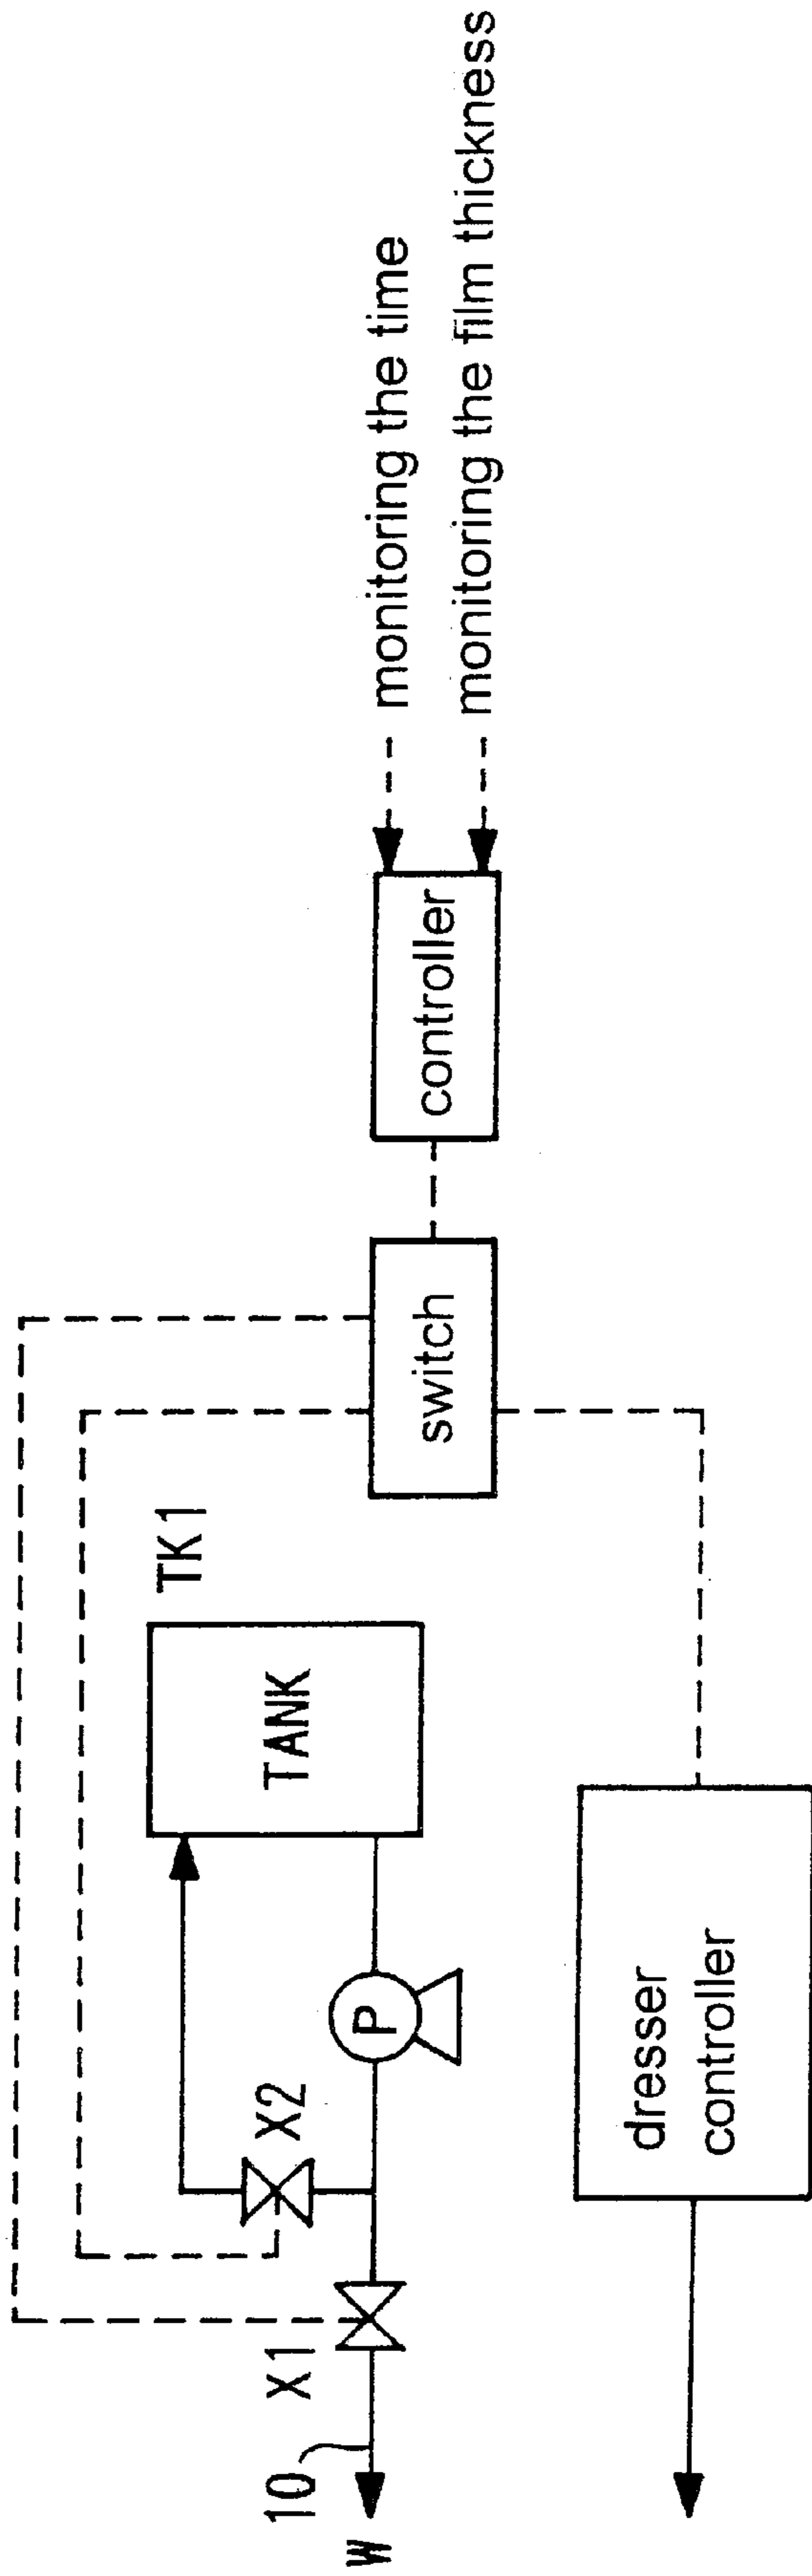 monitoring the time
monitoring the film thickness
controller
switch
TK1
TANK
P
X2
X1
10
W
dresser
controller